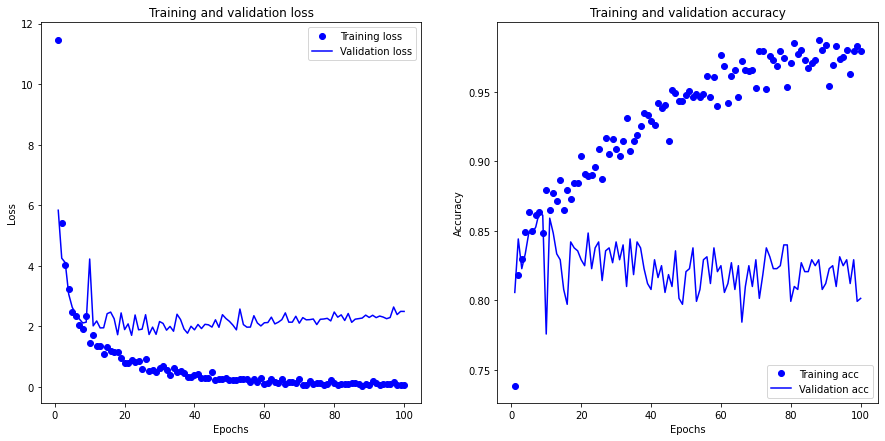 Training and validation loss
12
10
8
6
4
2
0
Loss
0
20
40
60
80
100
Epochs
Training loss
Validation loss
Training and validation accuracy
0.95
0.90
0.85
0.80
0.75
Accuracy
0
20
40
60
80
100
Epochs
Training acc
Validation acc